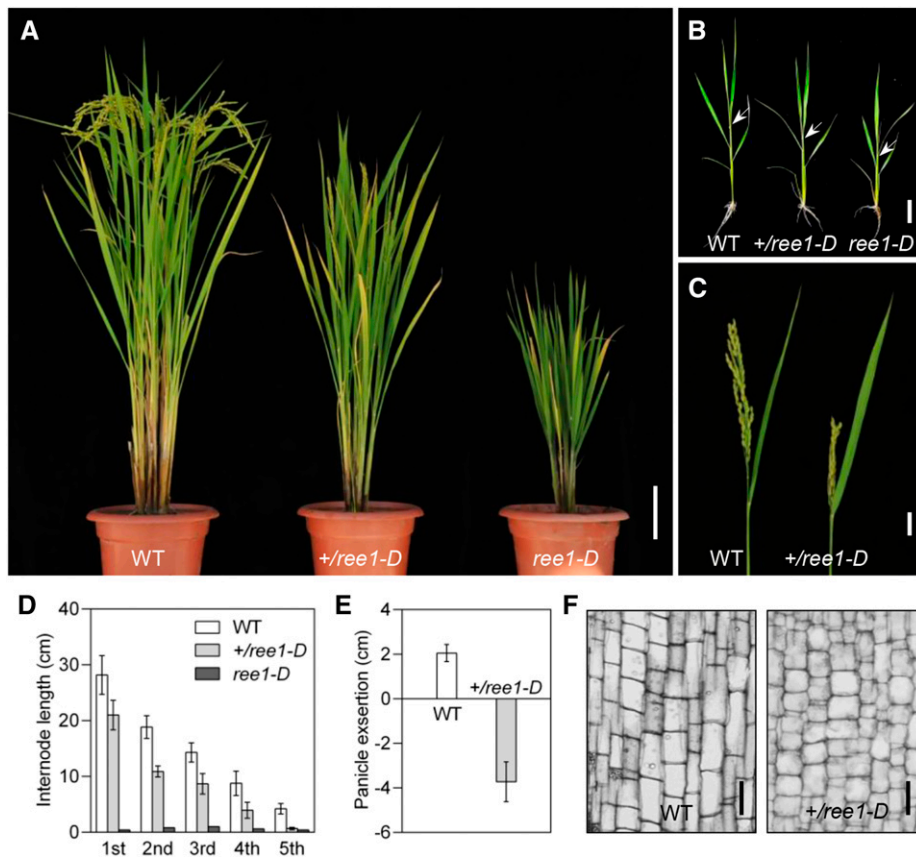 A
WT
+/ree1-D
ree1-D
B
WT
+/ree1-D
ree1-D
C
WT
+/ree1-D
D
Internode length (cm)
40
30
20
10
0
WT
+/ree1-D
ree1-D
1st 2nd 3rd 4th 5th
E
Panicle exsertion (cm)
4
2
0
-2
-4
-6
WT
+/ree1-D
F
WT
+/ree1-D